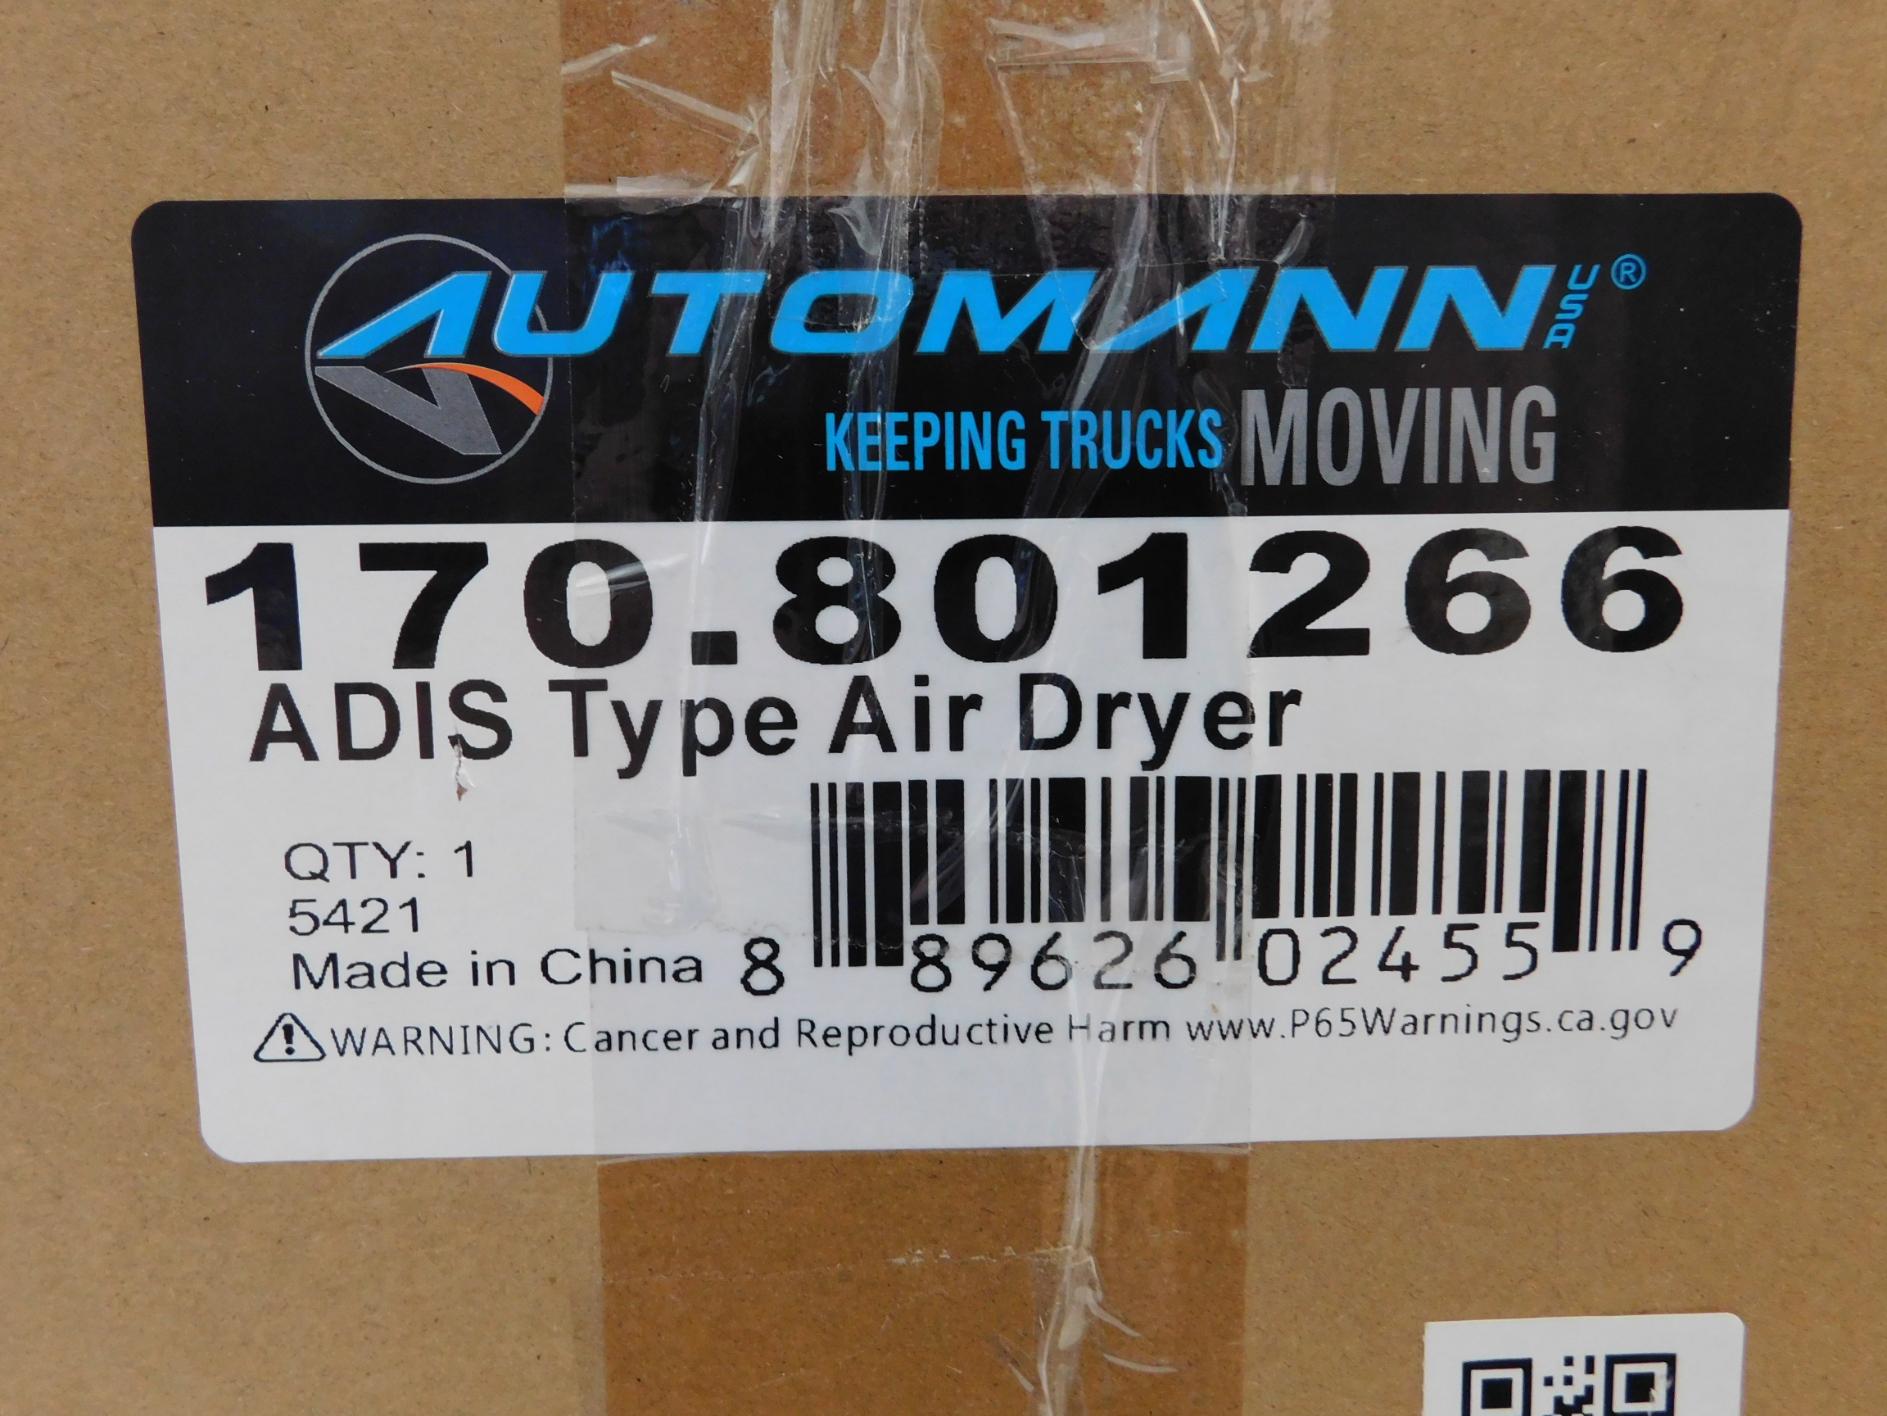 AUTOMANN USA®
KEEPING TRUCKS MOVING
170.801266
ADIS Type Air Dryer
QTY: 1
5421
Made in China
8 89626 02455 9
WARNING: Cancer and Reproductive Harm www.P65Warnings.ca.gov